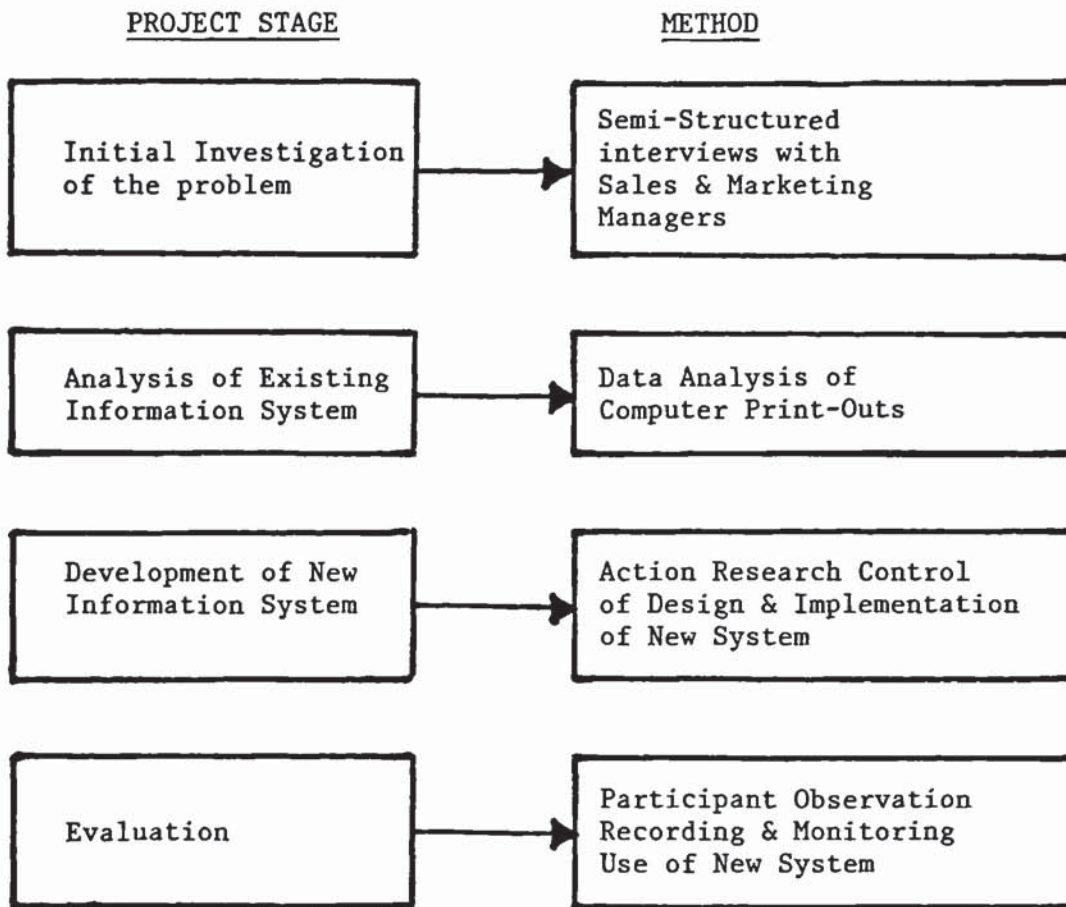 PROJECT STAGE
METHOD
Initial Investigation
of the problem
Semi-Structured
interviews with
Sales & Marketing
Managers
Analysis of Existing
Information System
Data Analysis of
Computer Print-Outs
Development of New
Information System
Action Research Control
of Design & Implementation
of New System
Evaluation
Participant Observation
Recording & Monitoring
Use of New System